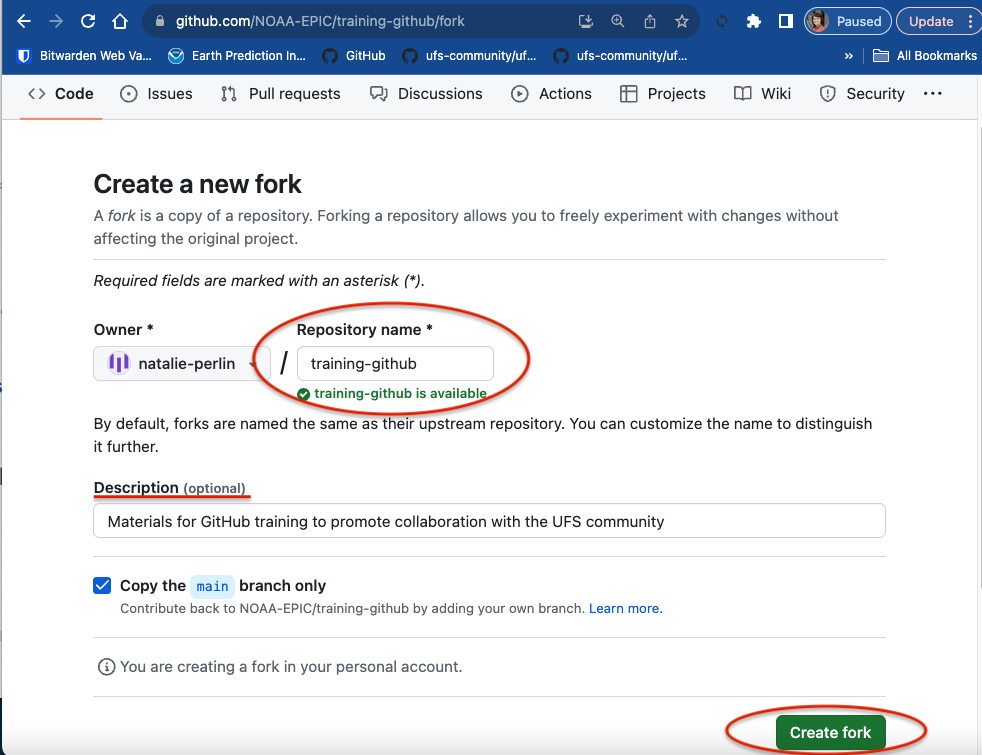 github.com/NOAA-EPIC/training-github/fork
Paused
Update
Bitwarden Web Va...
Earth Prediction In...
GitHub
ufs-community/uf...
ufs-community/uf...
»
All Bookmarks
<> Code
Issues
Pull requests
Discussions
Actions
Projects
Wiki
Security
...
Create a new fork
A fork is a copy of a repository. Forking a repository allows you to freely experiment with changes without
affecting the original project.
Required fields are marked with an asterisk (*).
Owner *
Repository name *
natalie-perlin
/
training-github
training-github is available.
By default, forks are named the same as their upstream repository. You can customize the name to distinguish
it further.
Description (optional)
Materials for GitHub training to promote collaboration with the UFS community
Copy the main branch only
Contribute back to NOAA-EPIC/training-github by adding your own branch. Learn more.
You are creating a fork in your personal account.
Create fork